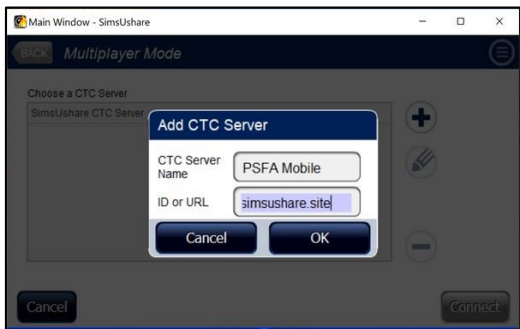 Main Window - SimsUshare
BACK Multiplayer Mode
Choose a CTC Server
SimsUshare CTC Server
Add CTC Server
CTC Server Name PSFA Mobile
ID or URL simsushare.site
Cancel OK
Cancel Connect